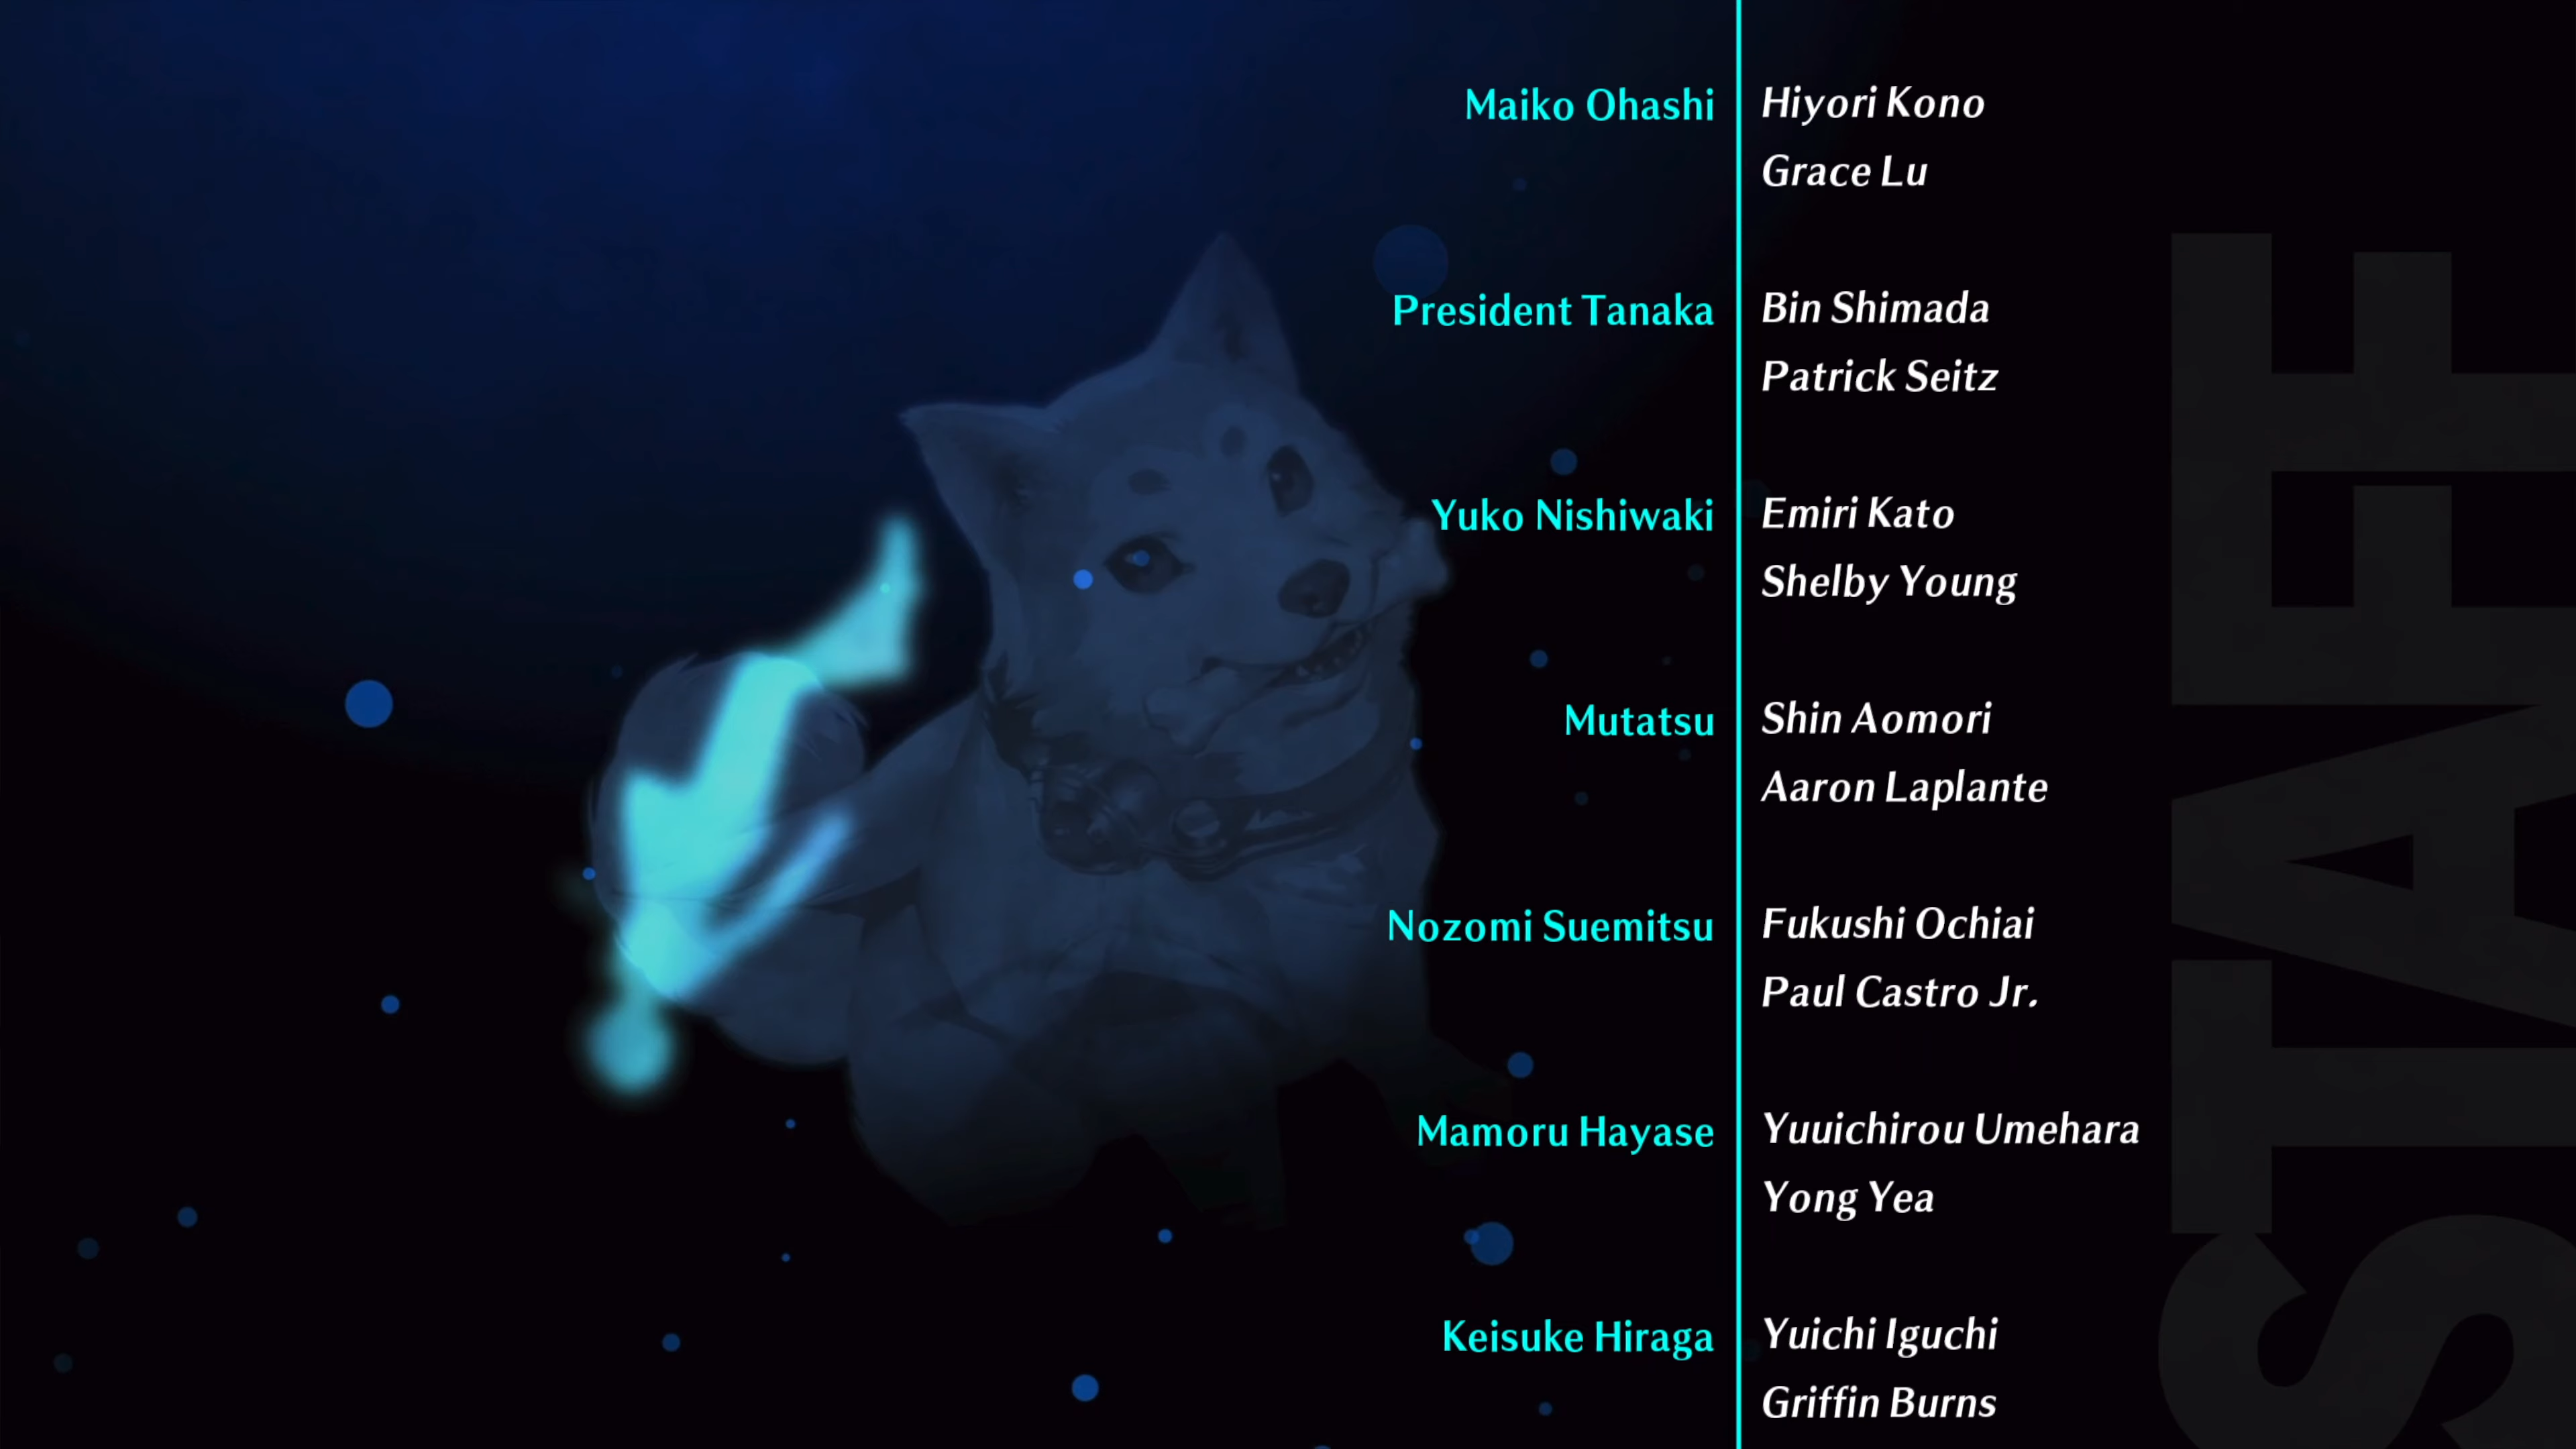 Maiko Ohashi Hiyori Kono
Grace Lu
President Tanaka Bin Shimada
Patrick Seitz
Yuko Nishiwaki Emiri Kato
Shelby Young
Mutatsu Shin Aomori
Aaron Laplante
Nozomi Suemitsu Fukushi Ochiai
Paul Castro Jr.
Mamoru Hayase Yuuichirou Umehara
Yong Yea
Keisuke Hiraga Yuichi Iguchi
Griffin Burns
STAFF